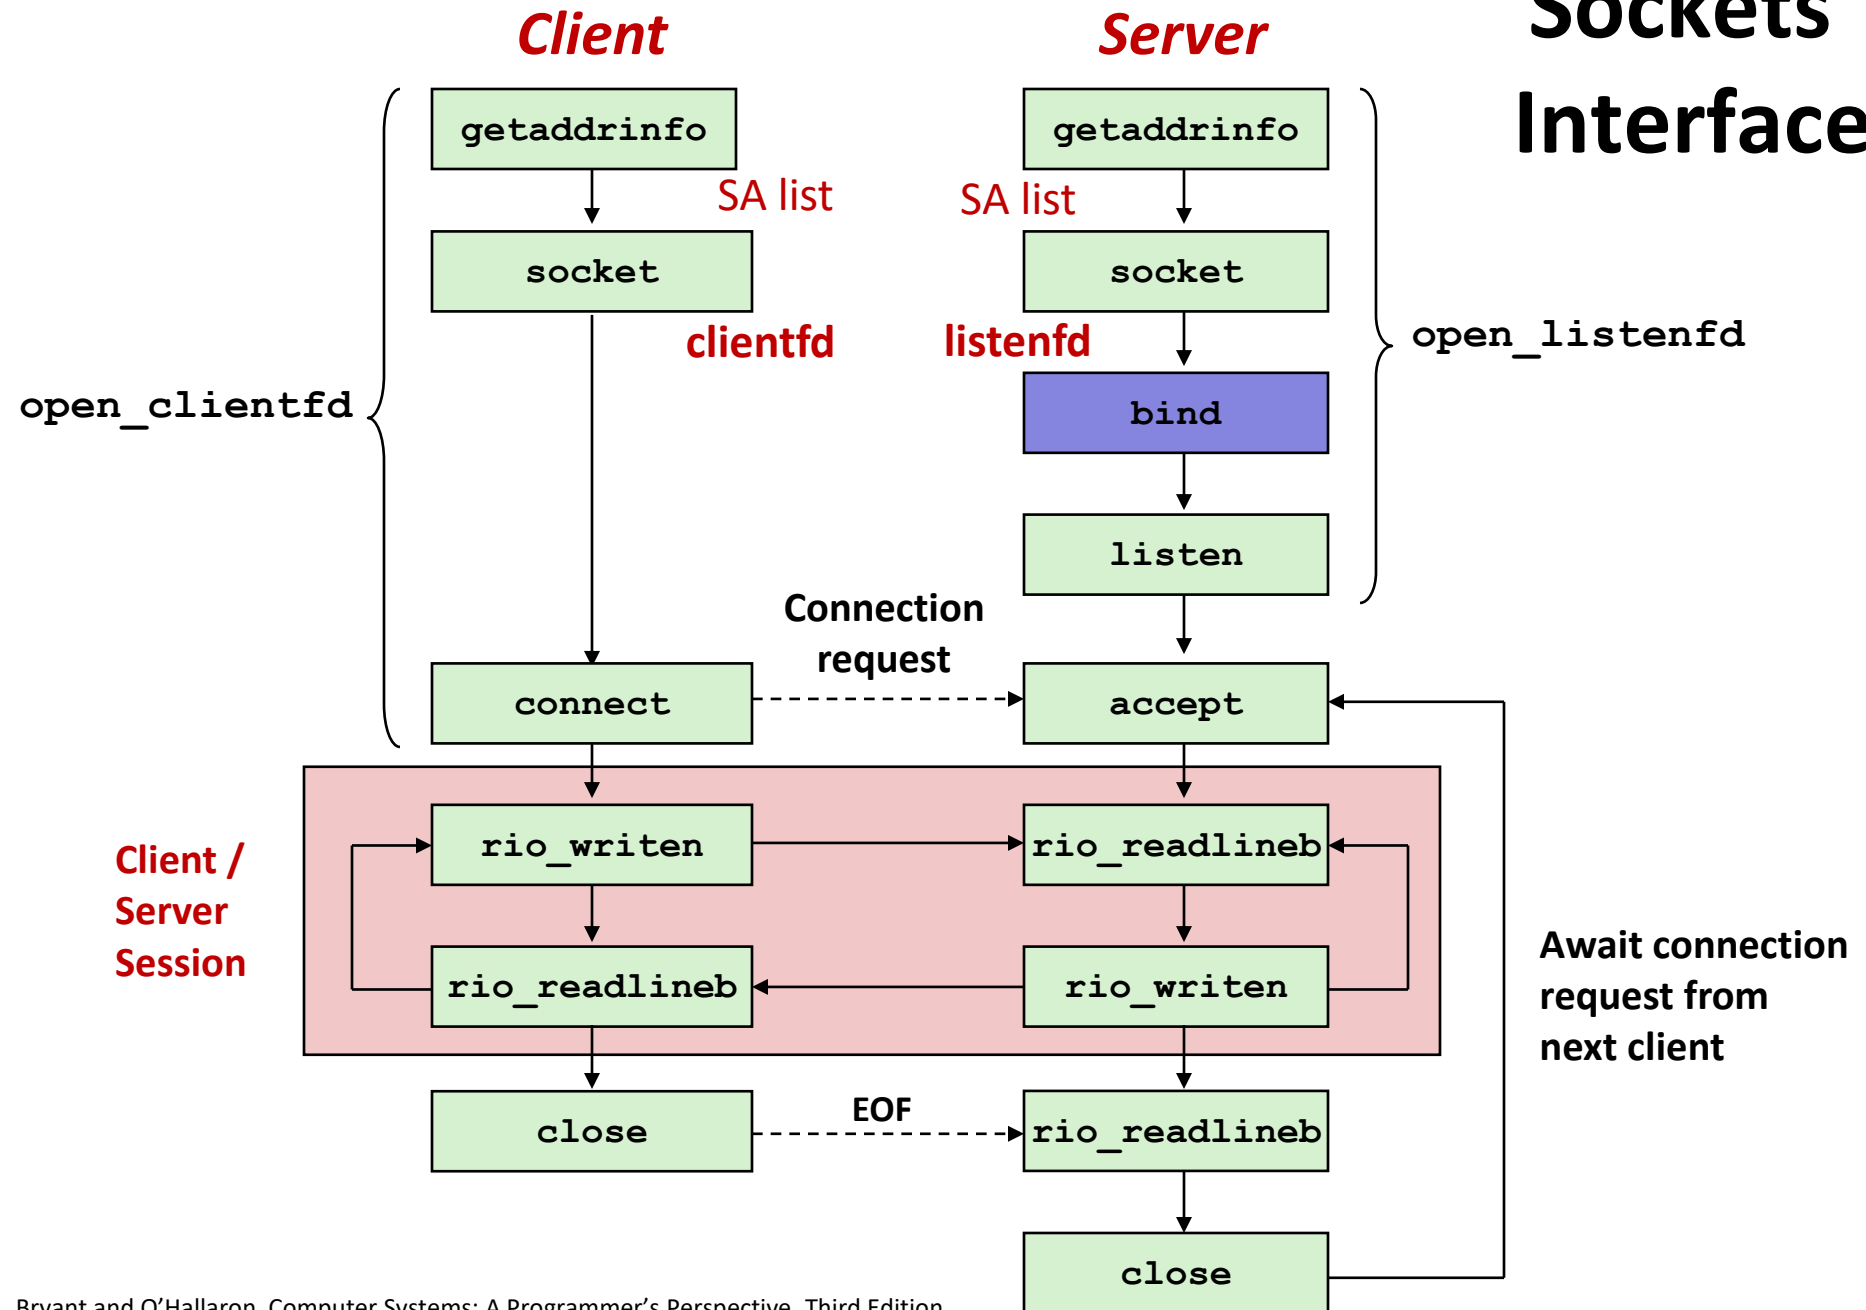 Sockets
Interface
Client
Server
getaddrinfo
getaddrinfo
SA list
SA list
socket
socket
clientfd
listenfd
open_clientfd
open_listenfd
bind
listen
Connection
request
connect
accept
Client /
Server
Session
rio_writen
rio_readlineb
rio_readlineb
rio_writen
Await connection
request from
next client
close
EOF
rio_readlineb
close
Bryant and O’Hallaron, Computer Systems: A Programmer’s Perspective, Third Edition